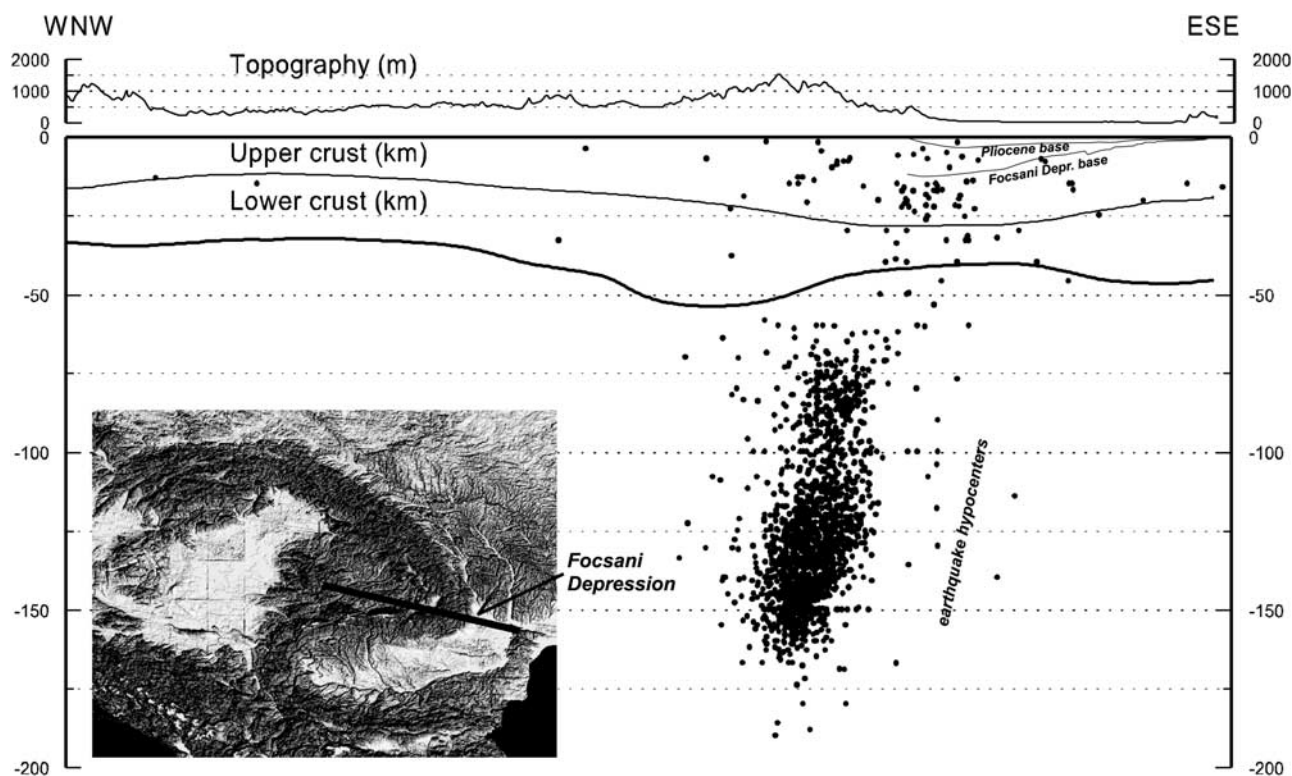 WNW
ESE
Topography (m)
2000
1000
0
2000
1000
0
0
-50
-100
-150
-200
0
-50
-100
-150
-200
Upper crust (km)
Lower crust (km)
Pliocene base
Focsani Depr. base
earthquake hypocenters
Focsani
Depression